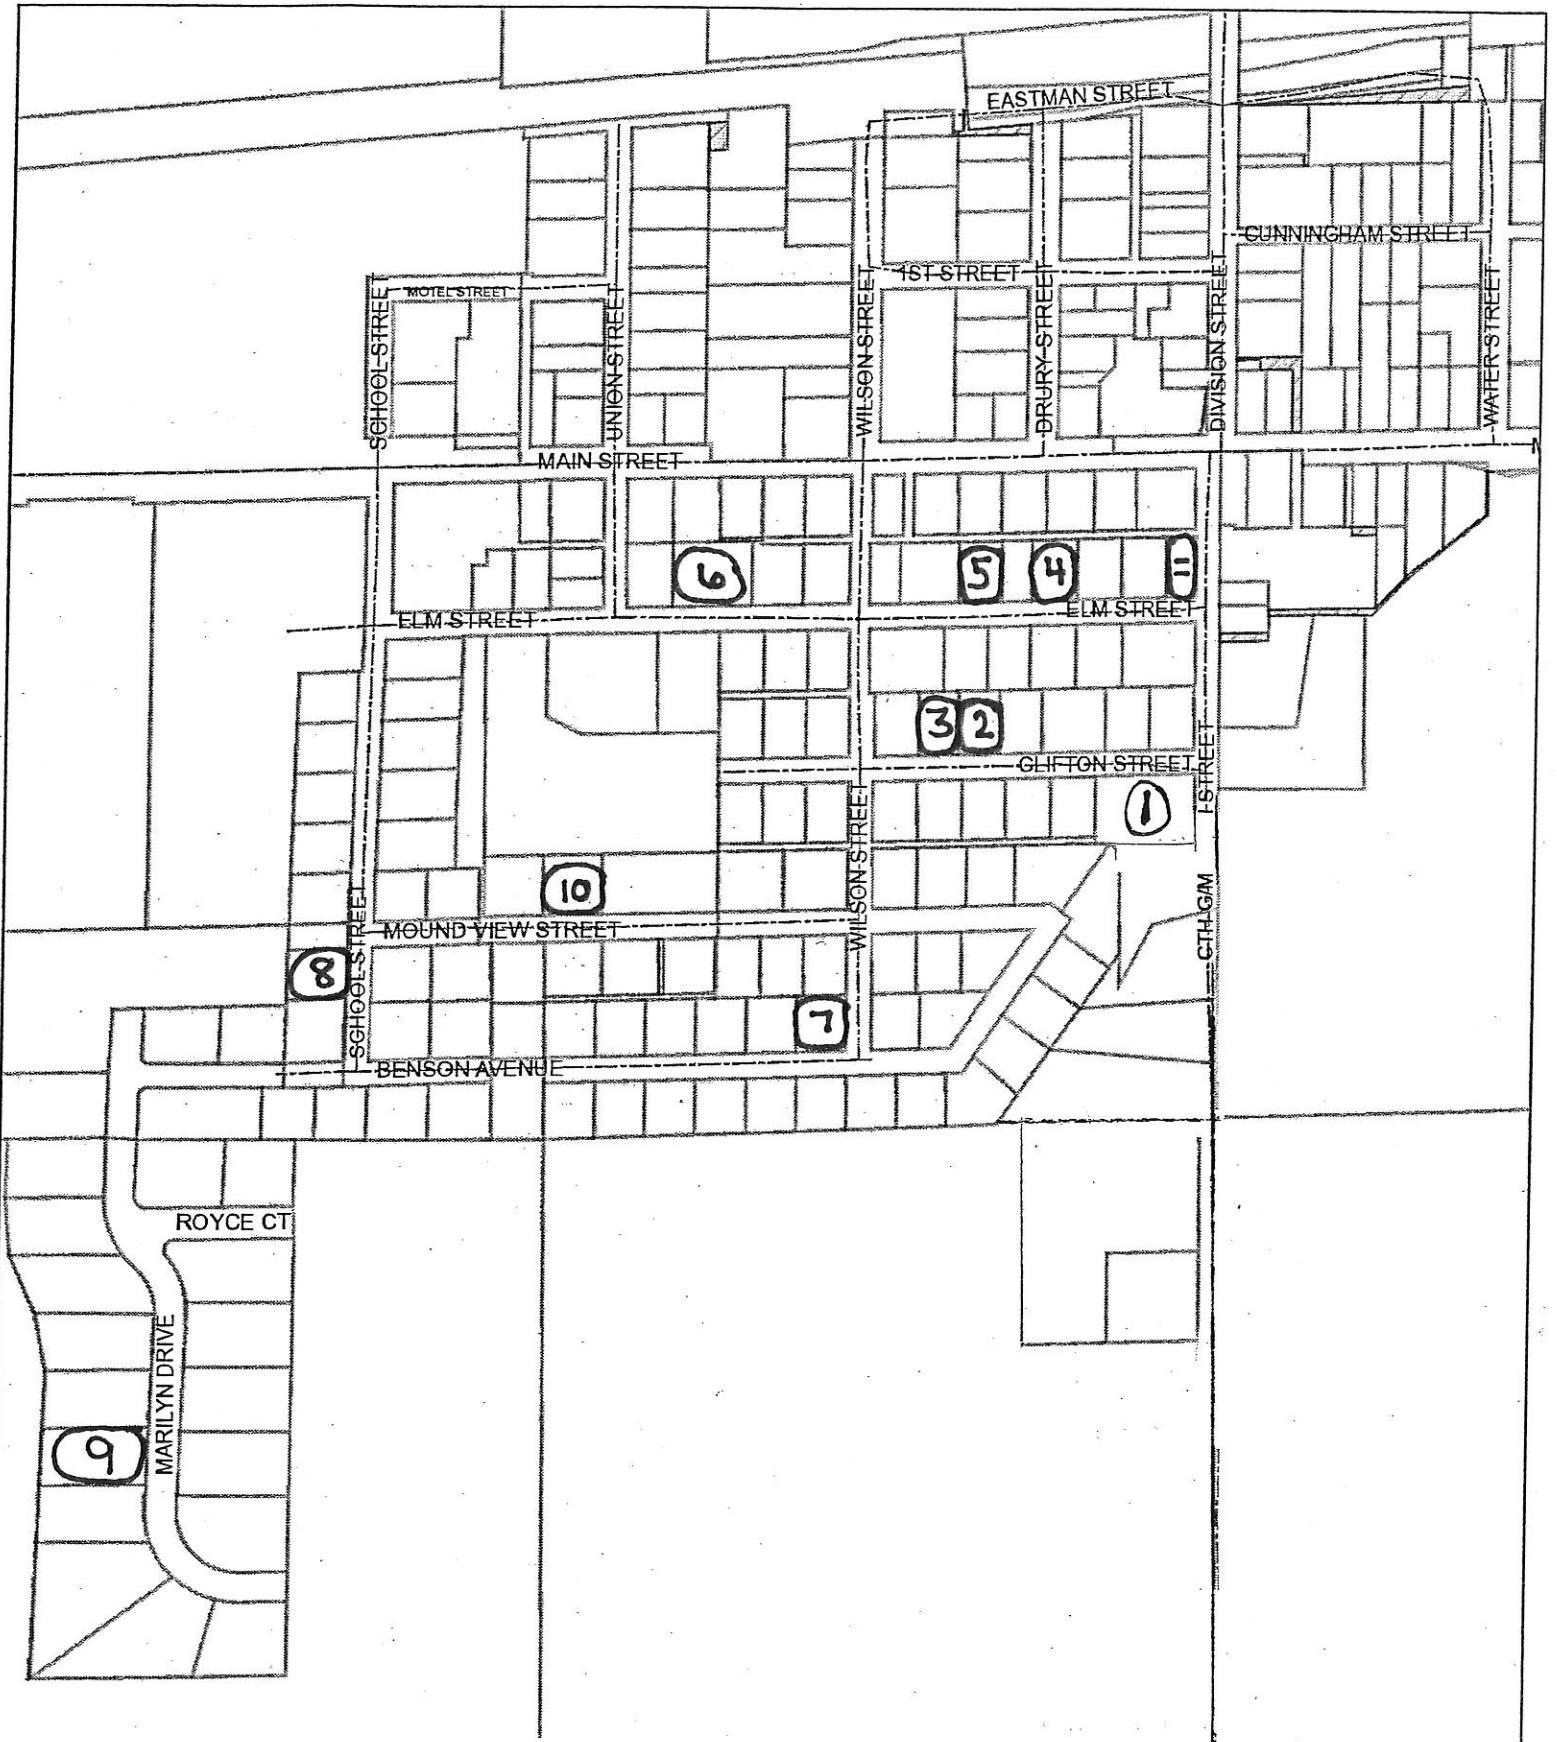 EASTMAN STREET
CUNNINGHAM STREET
1ST STREET
MOTEL STREET
SCHOOL STREET
UNION STREET
WILSON STREET
DRURY STREET
DIVISION STREET
WATER STREET
MAIN STREET
6
5
4
11
ELM STREET
ELM STREET
3
2
CLIFTON STREET
I STREET
1
WILSON STREET
10
CTH G/M
MOUND VIEW STREET
8
SCHOOL STREET
7
BENSON AVENUE
ROYCE CT
MARILYN DRIVE
9